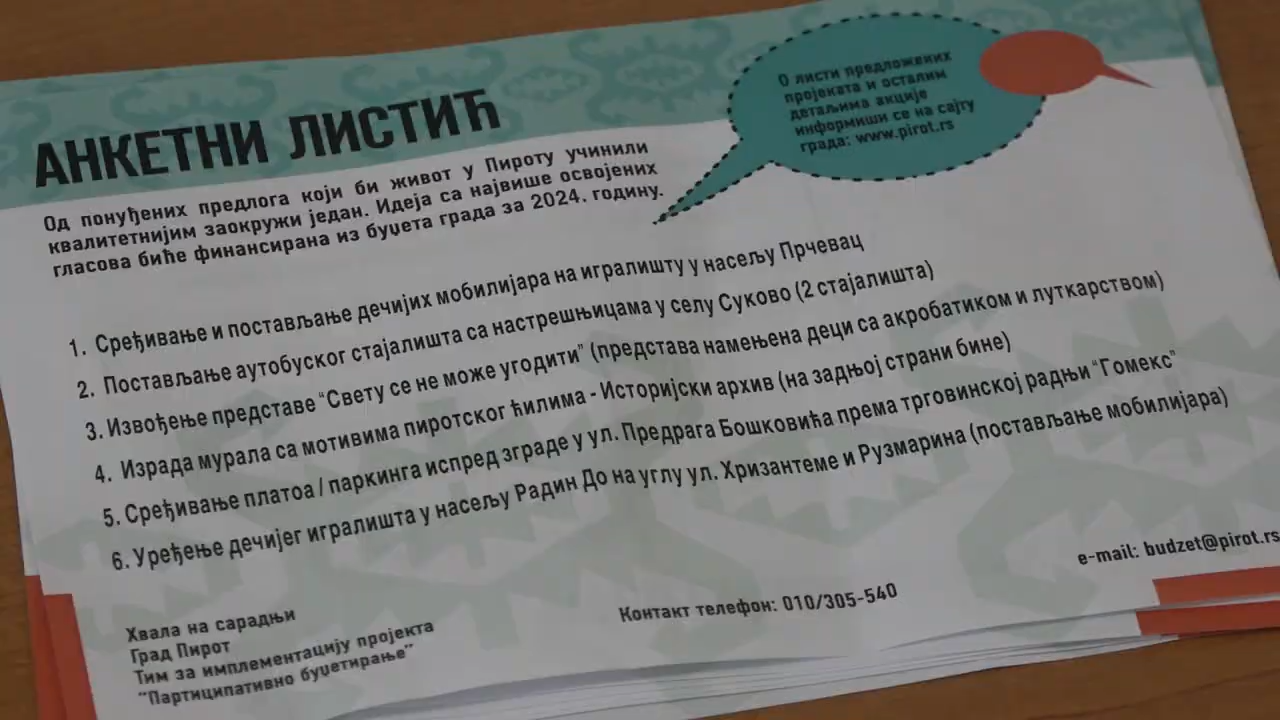 АНКЕТНИ ЛИСТИЋ
О листи предложених
пројеката и осталим
детаљима акције
информиши се на сајту
града: www.pirot.rs
Од понуђених предлога који би живот у Пироту учинили
квалитетнијим заокружи један. Идеја са највише освојених
гласова биће финансирана из буџета града за 2024. годину.
1. Сређивање и постављање дечијих мобилијара на игралишту у насељу Прчевац
2. Постављање аутобуског стајалишта са настрешњицама у селу Суково (2 стајалишта)
3. Извођење представе “Свету се не може угодити” (представа намењена деци са акробатиком и луткарством)
4. Израда мурала са мотивима пиротског ћилима - Историјски архив (на задњој страни бине)
5. Сређивање платоа / паркинга испред зграде у ул. Предрага Бошковића према трговинској радњи “Гомекс”
6. Уређење дечијег игралишта у насељу Радин До на углу ул. Хризантеме и Рузмарина (постављање мобилијара)
e-mail: budzet@pirot.rs
Контакт телефон: 010/305-540
Хвала на сарадњи
Град Пирот
Тим за имплементацију пројекта
“Партиципативно буџетирање”